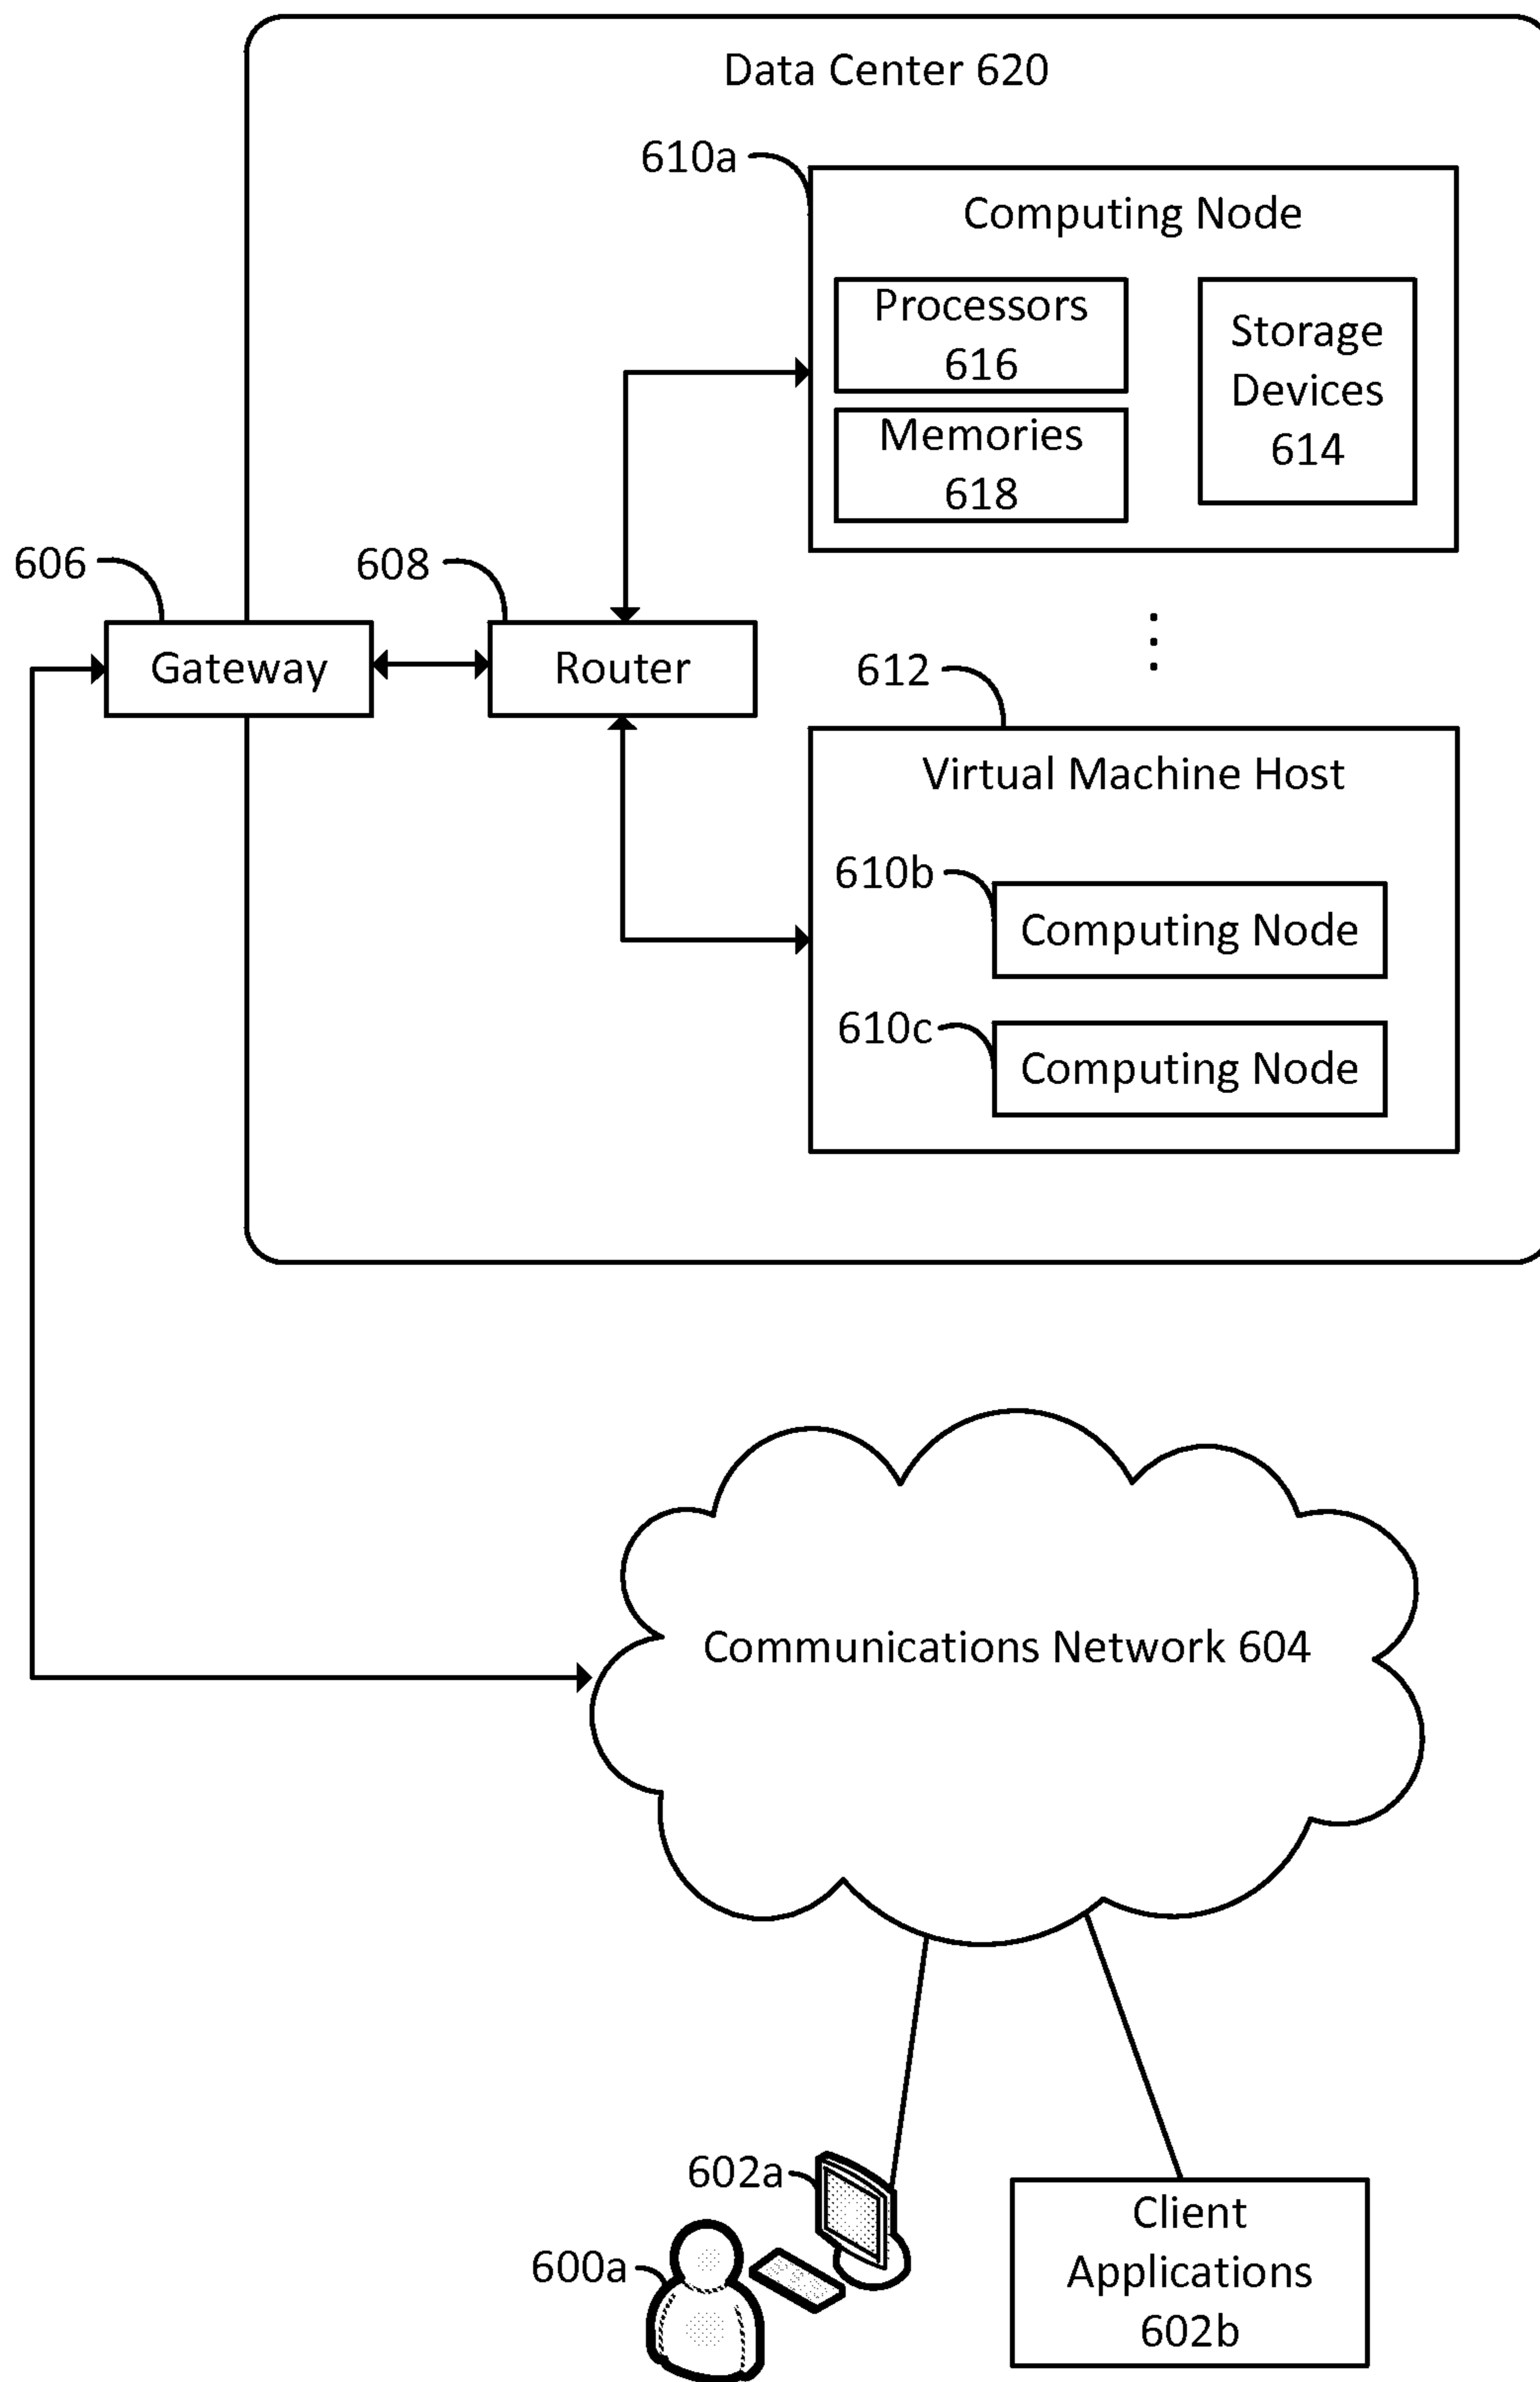 Data Center 620
610a
Computing Node
Processors
616
Storage
Devices
614
Memories
618
606
608
Gateway
Router
612
Virtual Machine Host
610b
Computing Node
610c
Computing Node
Communications Network 604
602a
600a
Client
Applications
602b